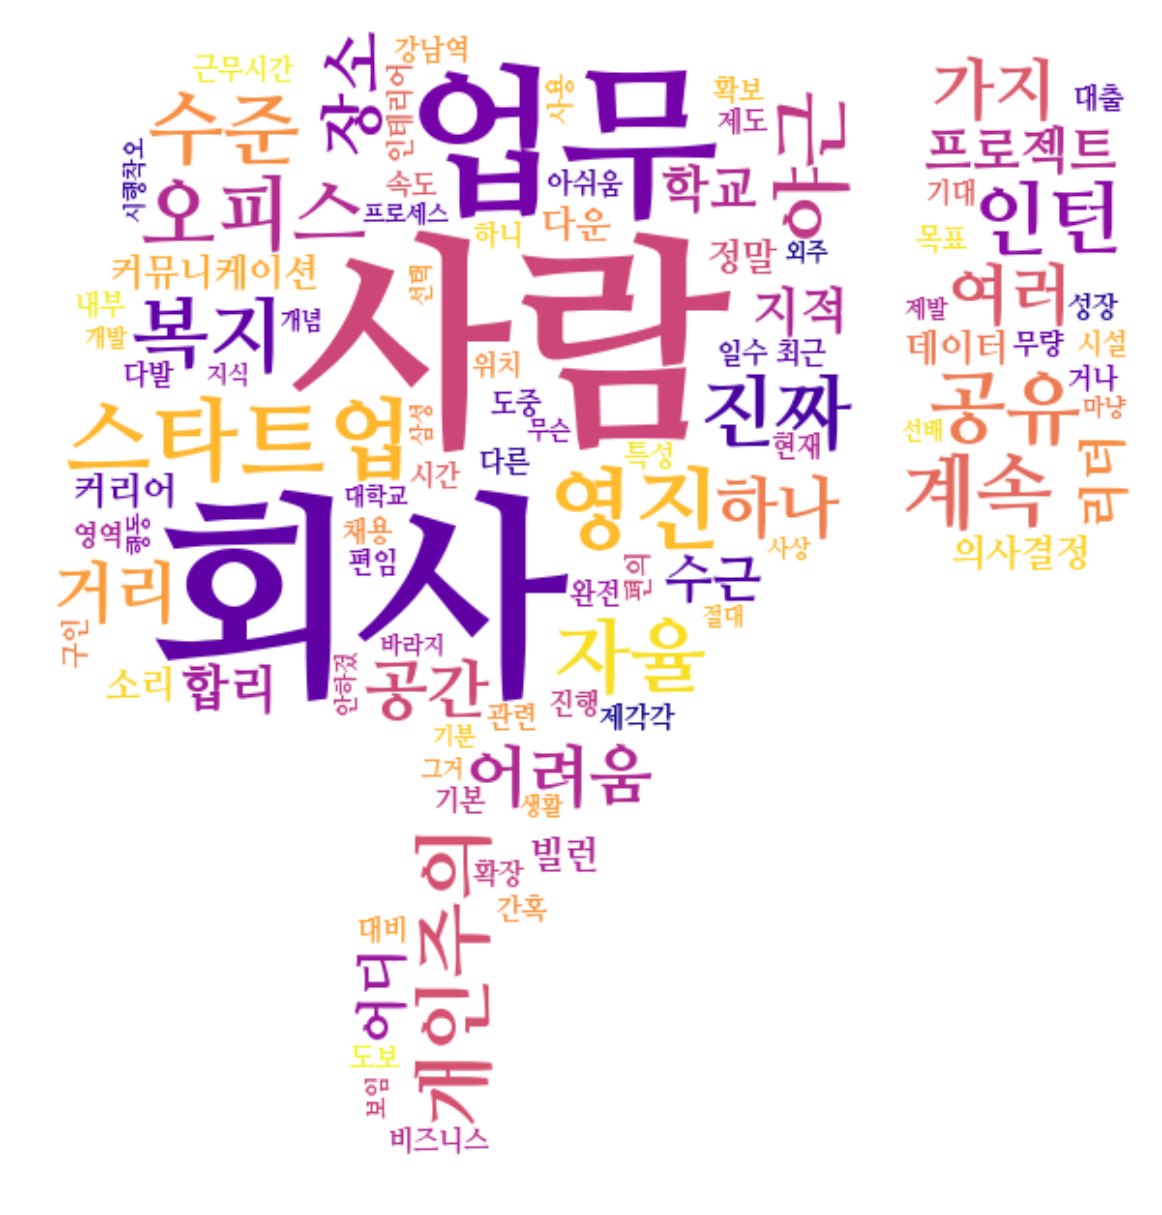 근무시간
장소
강남역
수준
인테리어
업무
사용
확보
제도
야근
가지
대출
프로젝트
시행착오
오피스
속도
프로세스
아쉬움
학교
기대
인턴
하니
다운
목표
커뮤니케이션
선택
사람
정말
외주
여러
내부
개발
복지
개념
지적
제발
성장
다발
지식
위치
일수
최근
데이터
무량
시설
스타트업
삼성
도중
무슨
진짜
현재
공유
거나
마냥
선배
커리어
시간
다른
특성
계속
리더
영역
대학교
채용
편임
영진
하나
사상
의사결정
거리
회사
완전
편의
수근
절대
구인
소리
합리
바라지
안하겠
공간
자율
진행
제각각
관련
기분
그거
어려움
기본
생활
개인주의
확장
빌런
간혹
대비
어디
도보
보임
비즈니스